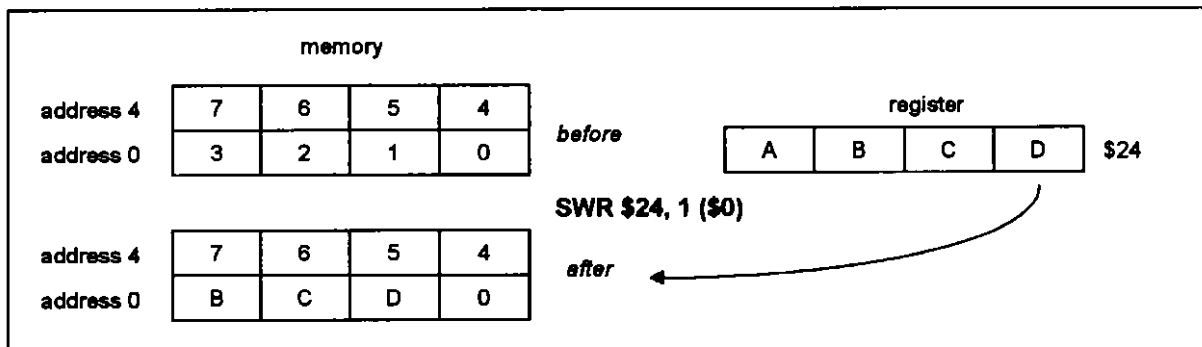 memory
address 4 7 6 5 4
address 0 3 2 1 0
before
register
A B C D $24
SWR $24, 1 ($0)
address 4 7 6 5 4
address 0 B C D 0
after